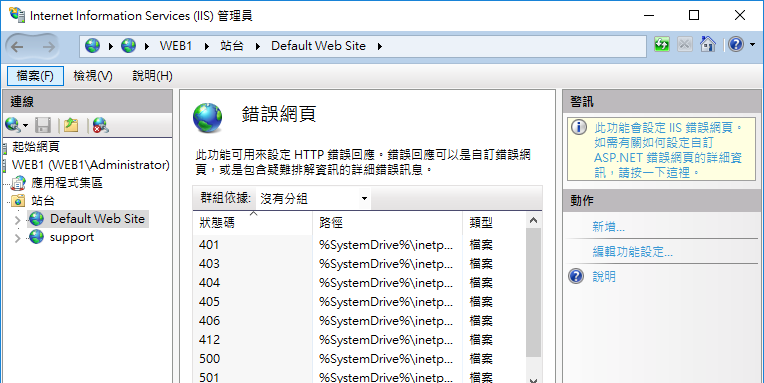 Internet Information Services (IIS) 管理員
WEB1 站台 Default Web Site
檔案(F) 檢視(V) 說明(H)
連線
起始網頁
WEB1 (WEB1\Administrator)
應用程式集區
站台
Default Web Site
support
錯誤網頁
此功能可用來設定 HTTP 錯誤回應。錯誤回應可以是自訂錯誤網
頁，或是包含疑難排解資訊的詳細錯誤訊息。
群組依據: 沒有分組
狀態碼 路徑 類型
401 %SystemDrive%\inetp... 檔案
403 %SystemDrive%\inetp... 檔案
404 %SystemDrive%\inetp... 檔案
405 %SystemDrive%\inetp... 檔案
406 %SystemDrive%\inetp... 檔案
412 %SystemDrive%\inetp... 檔案
500 %SystemDrive%\inetp... 檔案
501 %SystemDrive%\inetp... 檔案
警訊
此功能會設定 IIS 錯誤網頁。
如需有關如何設定自訂
ASP.NET 錯誤網頁的詳細資
訊，請按一下這裡。
動作
新增...
編輯功能設定...
說明